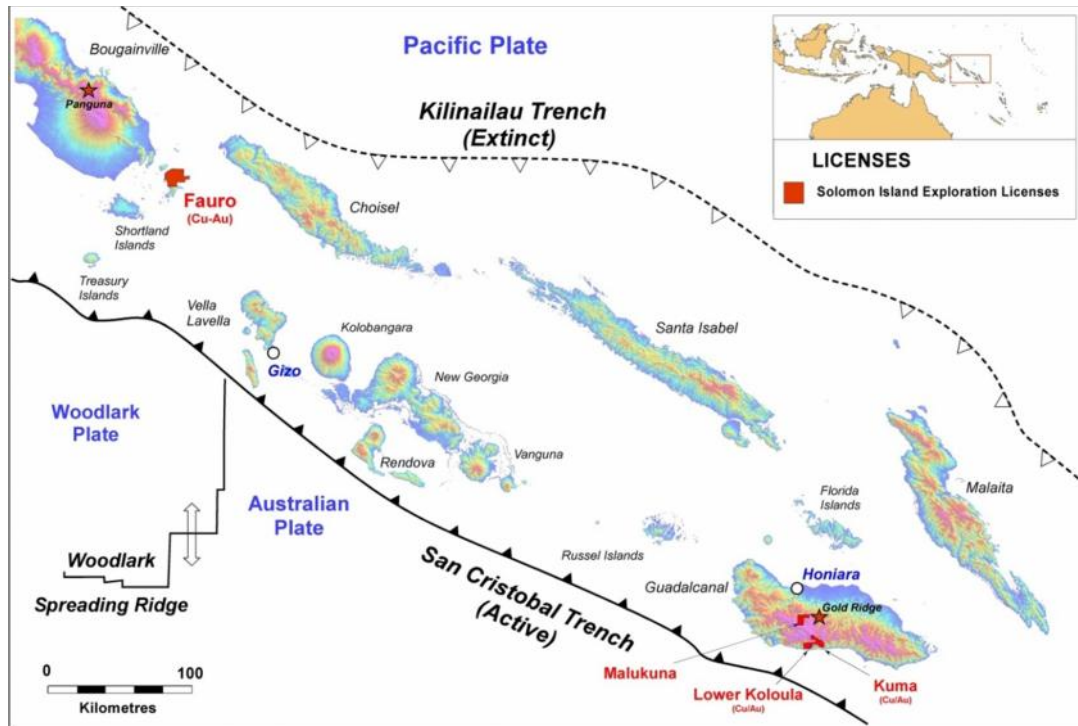 Bougainville
Panguna
Pacific Plate
Kilinailau Trench
(Extinct)
LICENSES
Solomon Island Exploration Licenses
Fauro
(Cu-Au)
Choisel
Shortland
Islands
Treasury
Islands
Vella
Lavella
Gizo
Kolobangara
Santa Isabel
New Georgia
Woodlark
Plate
Rendova
Vanguna
Australian
Plate
Malaita
Florida
Islands
Russel Islands
Woodlark
Spreading Ridge
San Cristobal Trench
(Active)
Guadalcanal
Honiara
Gold Ridge
Malukuna
Lower Koloula
(Cu/Au)
Kuma
(Cu/Au)
0 100
Kilometres